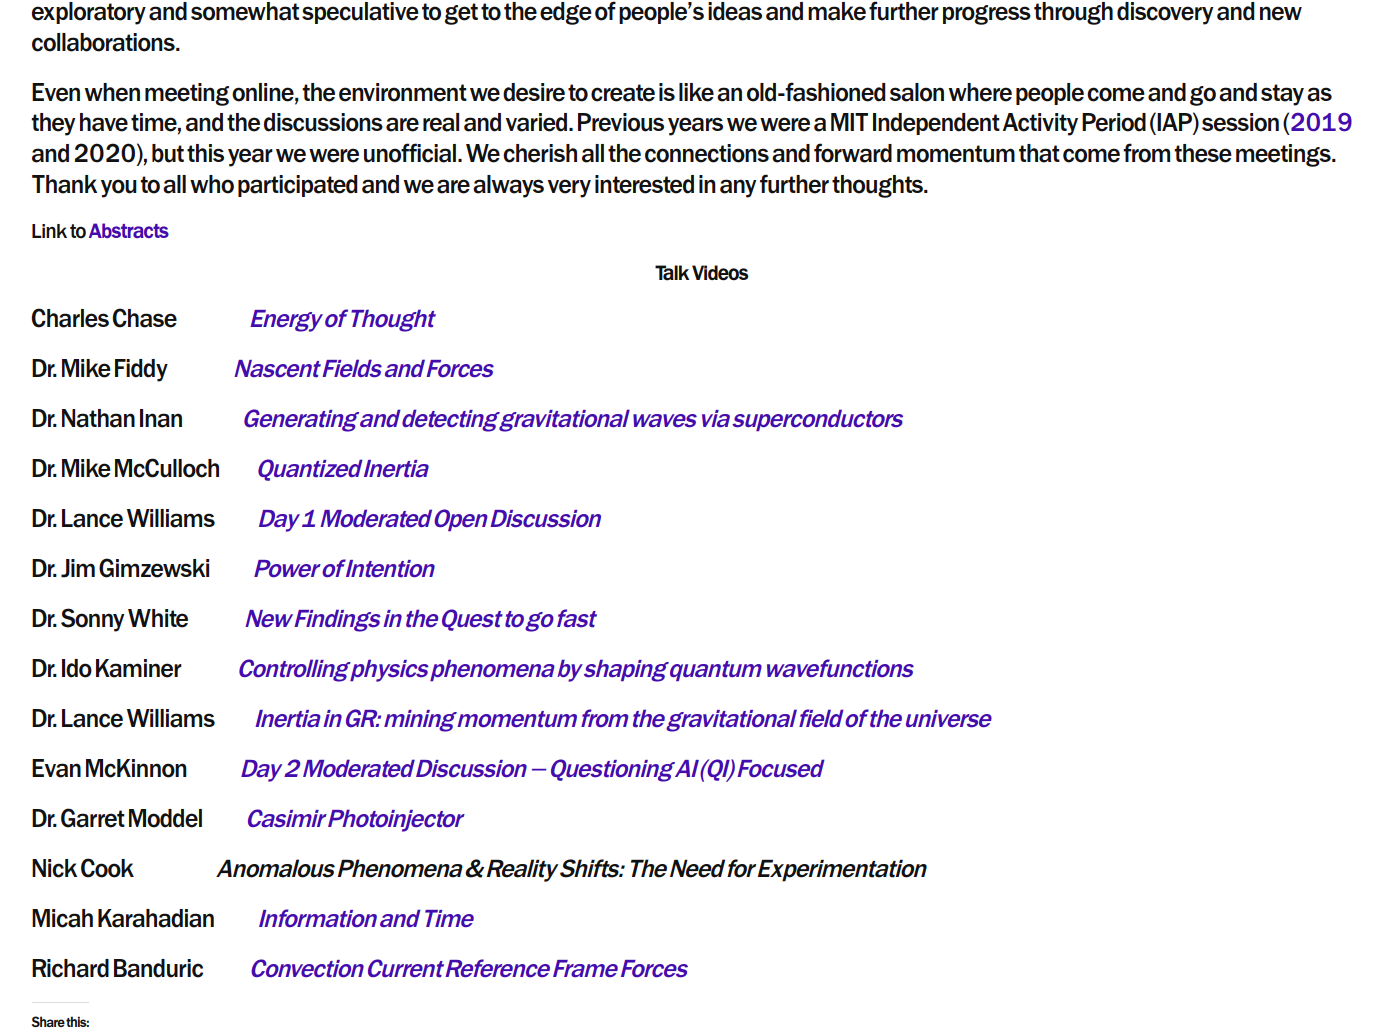 exploratory and somewhat speculative to get to the edge of people’s ideas and make further progress through discovery and new
collaborations.
Even when meeting online, the environment we desire to create is like an old-fashioned salon where people come and go and stay as
they have time, and the discussions are real and varied. Previous years we were a MIT Independent Activity Period (IAP) session (2019
and 2020), but this year we were unofficial. We cherish all the connections and forward momentum that come from these meetings.
Thank you to all who participated and we are always very interested in any further thoughts.
Link to Abstracts
Talk Videos
Charles Chase Energy of Thought
Dr. Mike Fiddy Nascent Fields and Forces
Dr. Nathan Inan Generating and detecting gravitational waves via superconductors
Dr. Mike McCulloch Quantized Inertia
Dr. Lance Williams Day 1 Moderated Open Discussion
Dr. Jim Gimzewski Power of Intention
Dr. Sonny White New Findings in the Quest to go fast
Dr. Ido Kaminer Controlling physics phenomena by shaping quantum wavefunctions
Dr. Lance Williams Inertia in GR: mining momentum from the gravitational field of the universe
Evan McKinnon Day 2 Moderated Discussion – Questioning AI (QI) Focused
Dr. Garret Moddel Casimir Photoinjector
Nick Cook Anomalous Phenomena & Reality Shifts: The Need for Experimentation
Micah Karahadian Information and Time
Richard Banduric Convection Current Reference Frame Forces
Share this: